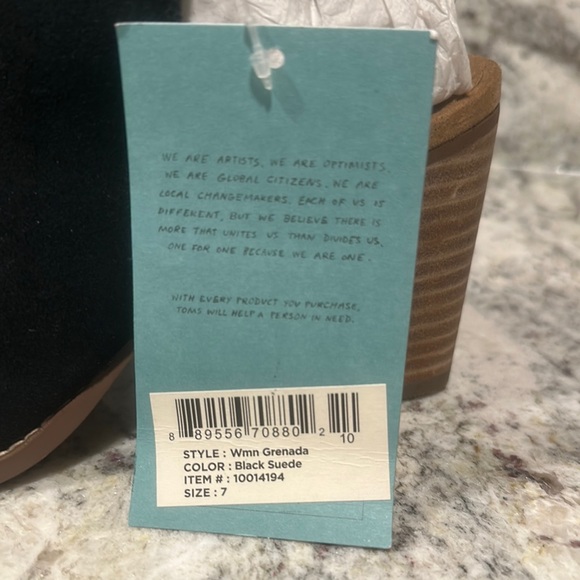 WE ARE ARTISTS. WE ARE OPTIMISTS.
WE ARE GLOBAL CITIZENS. WE ARE
LOCAL CHANGEMAKERS. EACH OF US IS
DIFFERENT, BUT WE BELIEVE THERE IS
MORE THAT UNITES US THAN DIVIDES US.
ONE FOR ONE BECAUSE WE ARE ONE.
WITH EVERY PRODUCT YOU PURCHASE,
TOMS WILL HELP A PERSON IN NEED.
8 89556 70880 2 10
STYLE : Wmn Grenada
COLOR : Black Suede
ITEM # : 10014194
SIZE : 7